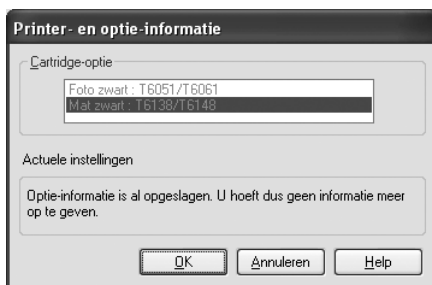 Printer- en optie-informatie
Cartridge-optie
Foto zwart : T6051/T6061
Mat zwart : T6138/T6148
Actuele instellingen
Optie-informatie is al opgeslagen. U hoeft dus geen informatie meer
op te geven.
OK
Annuleren
Help